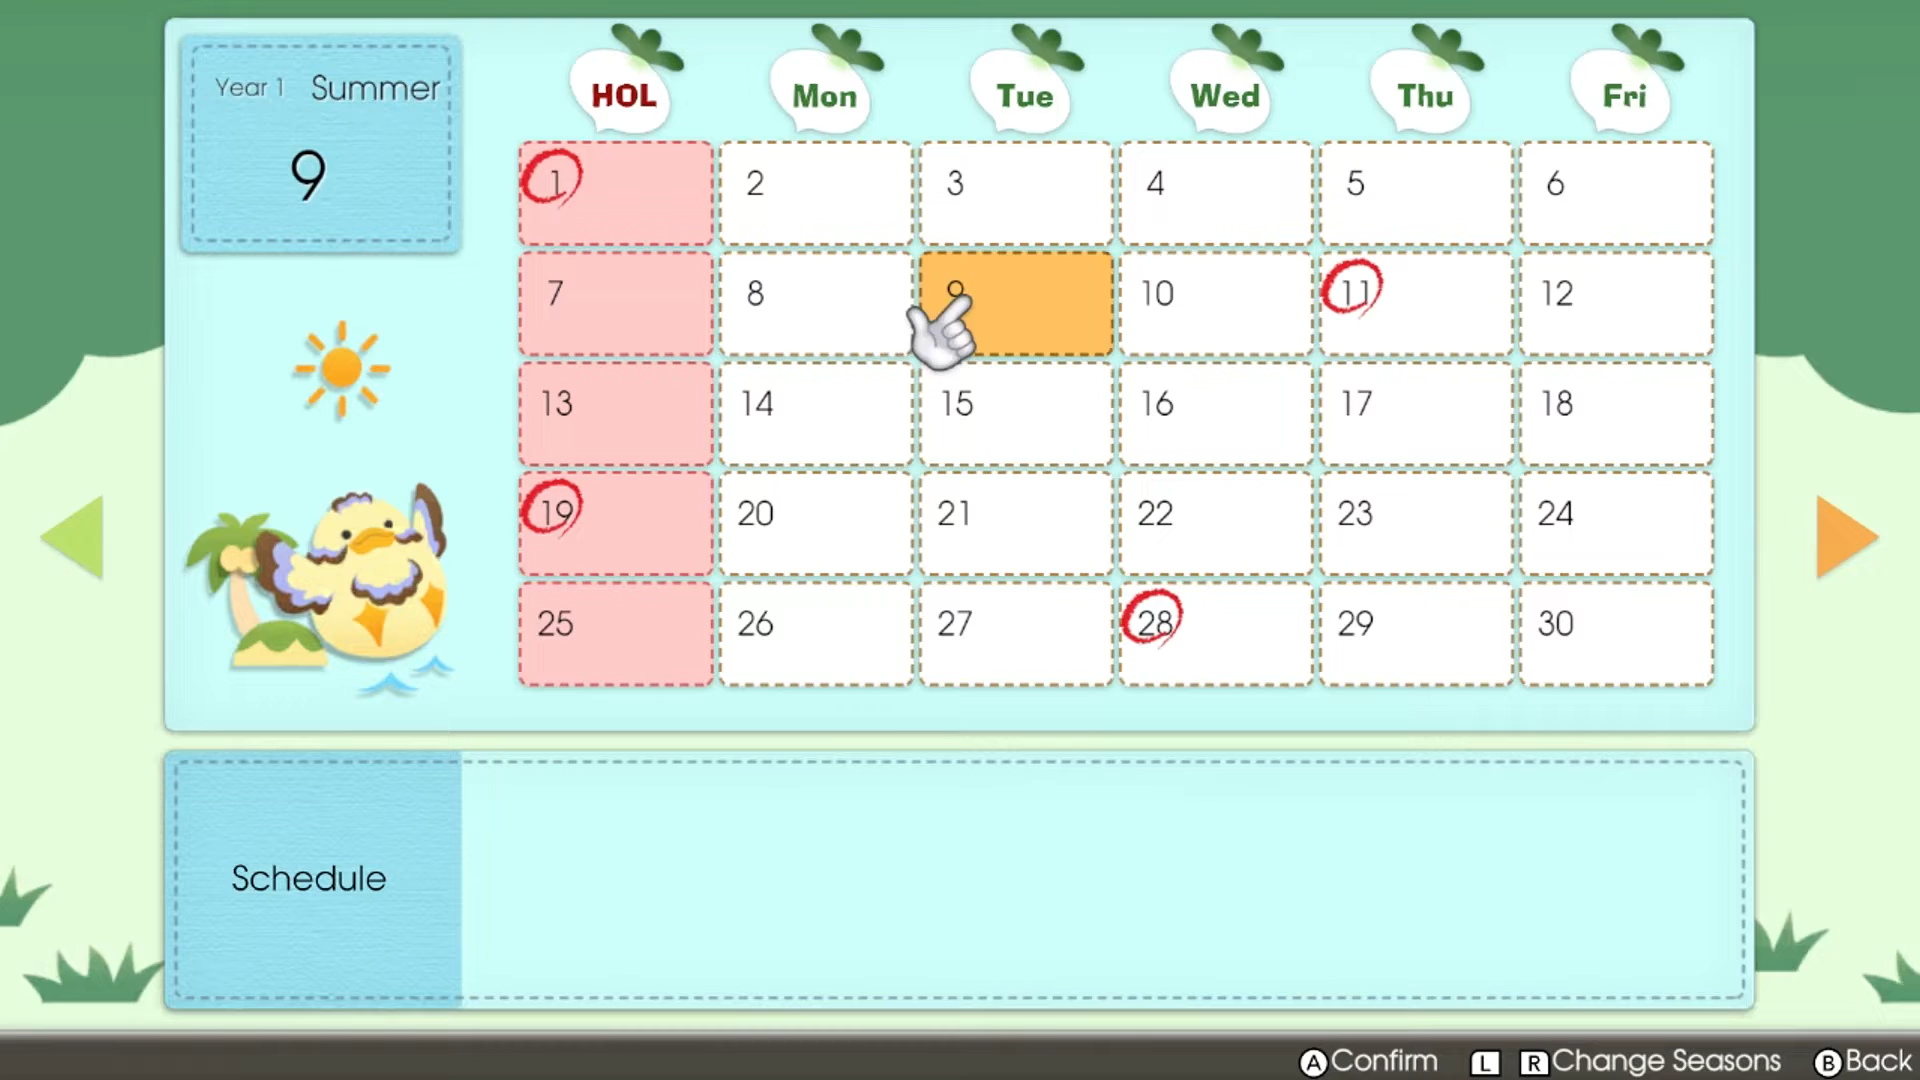 Year 1 Summer
9
HOL Mon Tue Wed Thu Fri
1 2 3 4 5 6
7 8 9 10 11 12
13 14 15 16 17 18
19 20 21 22 23 24
25 26 27 28 29 30
Schedule
A Confirm L R Change Seasons B Back